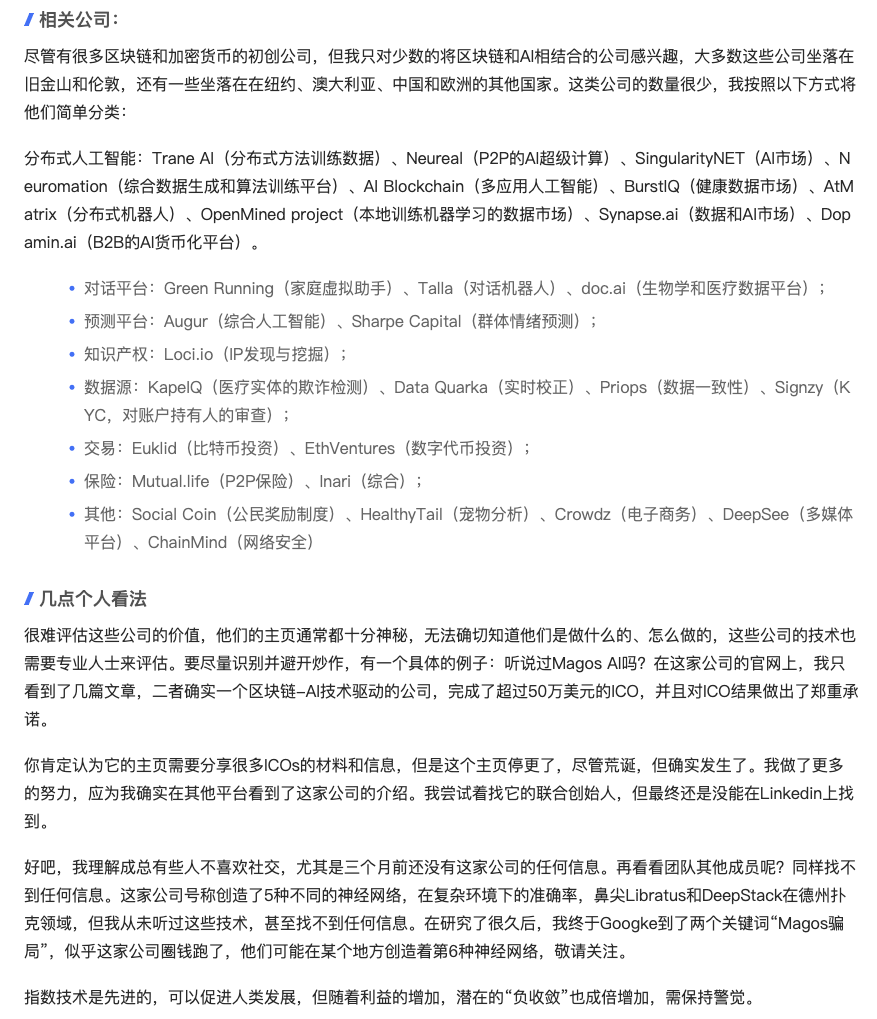 相关公司：
尽管有很多区块链和加密货币的初创公司，但我只对少数的将区块链和AI相结合的公司感兴趣，大多数这些公司坐落在
旧金山和伦敦，还有一些坐落在在纽约、澳大利亚、中国和欧洲的其他国家。这类公司的数量很少，我按照以下方式将
他们简单分类：
分布式人工智能：Trane AI（分布式方法训练数据）、Neureal（P2P的AI超级计算）、SingularityNET（AI市场）、N
euromation（综合数据生成和算法训练平台）、AI Blockchain（多应用人工智能）、BurstIQ（健康数据市场）、AtM
atrix（分布式机器人）、OpenMined project（本地训练机器学习的数据市场）、Synapse.ai（数据和AI市场）、Dop
amin.ai（B2B的AI货币化平台）。
• 对话平台：Green Running（家庭虚拟助手）、Talla（对话机器人）、doc.ai（生物学和医疗数据平台）；
• 预测平台：Augur（综合人工智能）、Sharpe Capital（群体情绪预测）；
• 知识产权：Loci.io（IP发现与挖掘）；
• 数据源：KapeIQ（医疗实体的欺诈检测）、Data Quarka（实时校正）、Priops（数据一致性）、Signzy（K
YC，对账户持有人的审查）；
• 交易：Euklid（比特币投资）、EthVentures（数字代币投资）；
• 保险：Mutual.life（P2P保险）、Inari（综合）；
• 其他：Social Coin（公民奖励制度）、HealthyTail（宠物分析）、Crowdz（电子商务）、DeepSee（多媒体
平台）、ChainMind（网络安全）
几点个人看法
很难评估这些公司的价值，他们的主页通常都十分神秘，无法确切知道他们是做什么的、怎么做的，这些公司的技术也
需要专业人士来评估。要尽量识别并避开炒作，有一个具体的例子：听说过Magos AI吗？在这家公司的官网上，我只
看到了几篇文章，二者确实一个区块链–AI技术驱动的公司，完成了超过50万美元的ICO，并且对ICO结果做出了郑重承
诺。
你肯定认为它的主页需要分享很多ICOs的材料和信息，但是这个主页停更了，尽管荒诞，但确实发生了。我做了更多
的努力，应为我确实在其他平台看到了这家公司的介绍。我尝试着找它的联合创始人，但最终还是没能在Linkedin上找
到。
好吧，我理解成总有些人不喜欢社交，尤其是三个月前还没有这家公司的任何信息。再看看团队其他成员呢？同样找不
到任何信息。这家公司号称创造了5种不同的神经网络，在复杂环境下的准确率，鼻尖Libratus和DeepStack在德州扑
克领域，但我从未听过这些技术，甚至找不到任何信息。在研究了很久后，我终于Googke到了两个关键词“Magos骗
局”，似乎这家公司圈钱跑了，他们可能在某个地方创造着第6种神经网络，敬请关注。
指数技术是先进的，可以促进人类发展，但随着利益的增加，潜在的“负收敛”也成倍增加，需保持警觉。